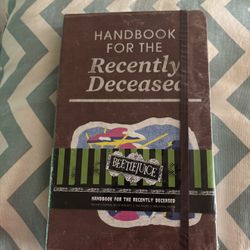 HANDBOOK
FOR THE
Recently
Deceased
BEETLEJUICE
HANDBOOK FOR THE RECENTLY DECEASED